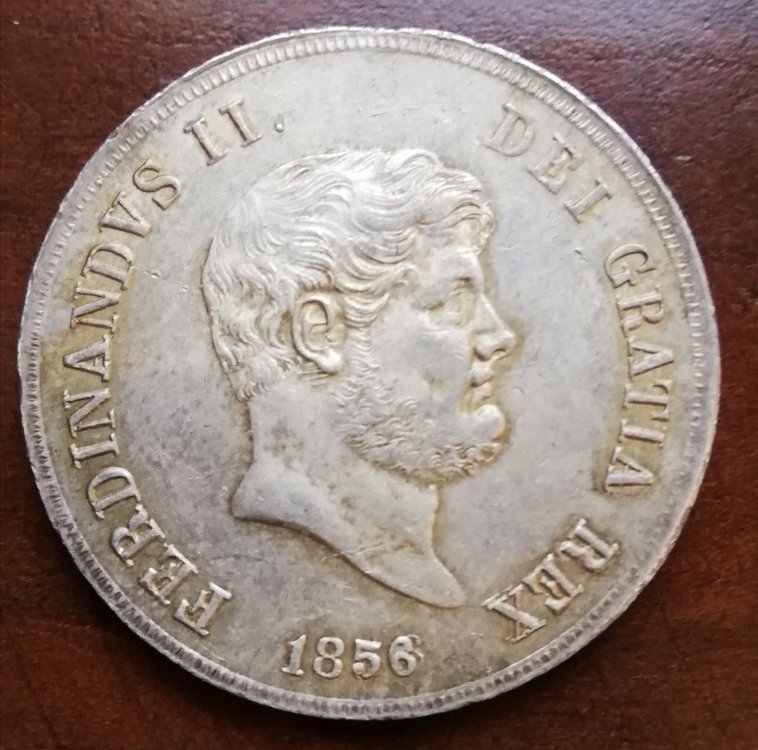 FERDINANDVS II. DEI GRATIA REX
1856